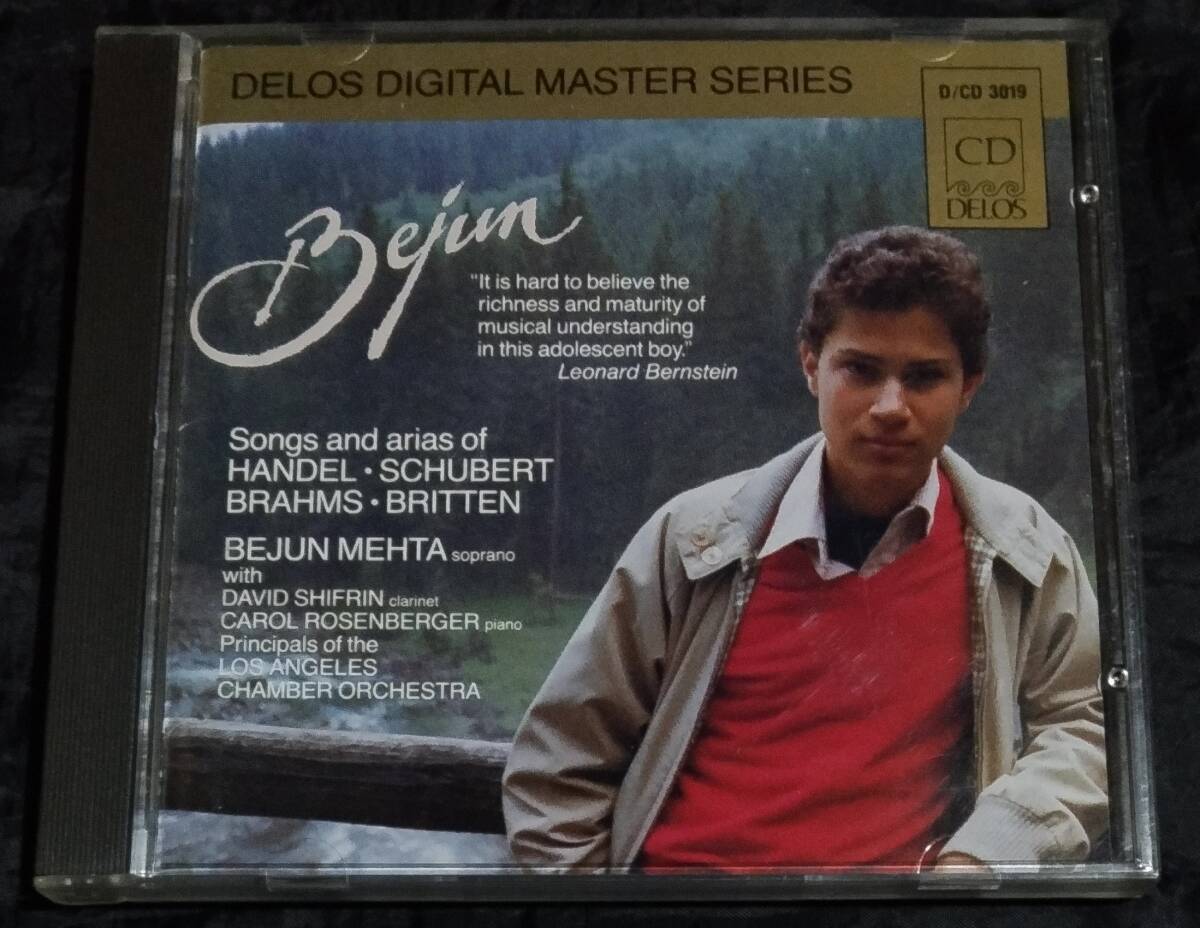 DELOS DIGITAL MASTER SERIES
D/CD 3019
CD
DELOS
Bejun
"It is hard to believe the
richness and maturity of
musical understanding
in this adolescent boy."
Leonard Bernstein
Songs and arias of
HANDEL • SCHUBERT
BRAHMS • BRITTEN
BEJUN MEHTA soprano
with
DAVID SHIFRIN clarinet
CAROL ROSENBERGER piano
Principals of the
LOS ANGELES
CHAMBER ORCHESTRA